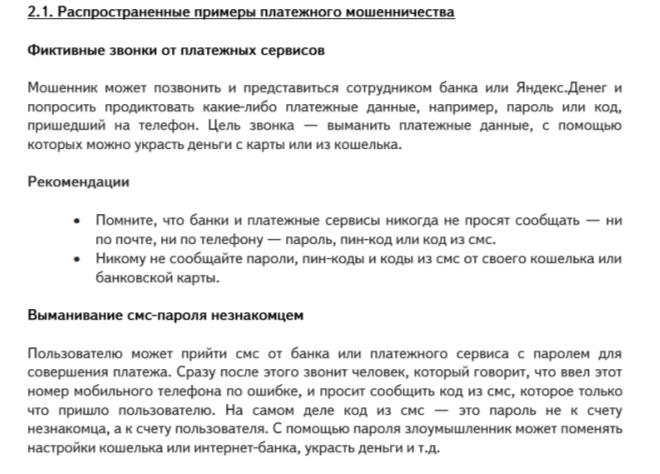 2.1. Распространенные примеры платежного мошенничества
Фиктивные звонки от платежных сервисов
Мошенник может позвонить и представиться сотрудником банка или Яндекс.Денег и
попросить продиктовать какие-либо платежные данные, например, пароль или код,
пришедший на телефон. Цель звонка — выманить платежные данные, с помощью
которых можно украсть деньги с карты или из кошелька.
Рекомендации
• Помните, что банки и платежные сервисы никогда не просят сообщать — ни
по почте, ни по телефону — пароль, пин-код или код из смс.
• Никому не сообщайте пароли, пин-коды и коды из смс от своего кошелька или
банковской карты.
Выманивание смс-пароля незнакомцем
Пользователю может прийти смс от банка или платежного сервиса с паролем для
совершения платежа. Сразу после этого звонит человек, который говорит, что ввел этот
номер мобильного телефона по ошибке, и просит сообщить код из смс, которое только
что пришло пользователю. На самом деле код из смс — это пароль не к счету
незнакомца, а к счету пользователя. С помощью пароля злоумышленник может поменять
настройки кошелька или интернет-банка, украсть деньги и т.д.